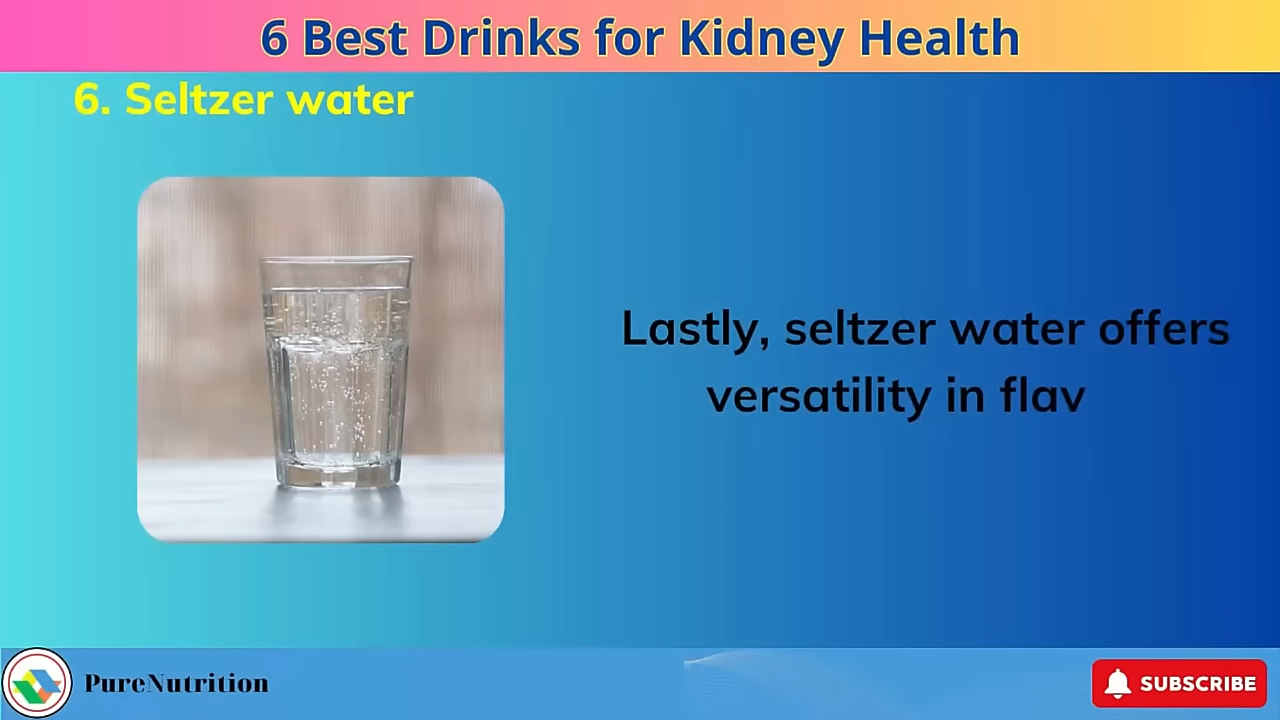 6 Best Drinks for Kidney Health
6. Seltzer water
Lastly, seltzer water offers
versatility in flav
PureNutrition
SUBSCRIBE